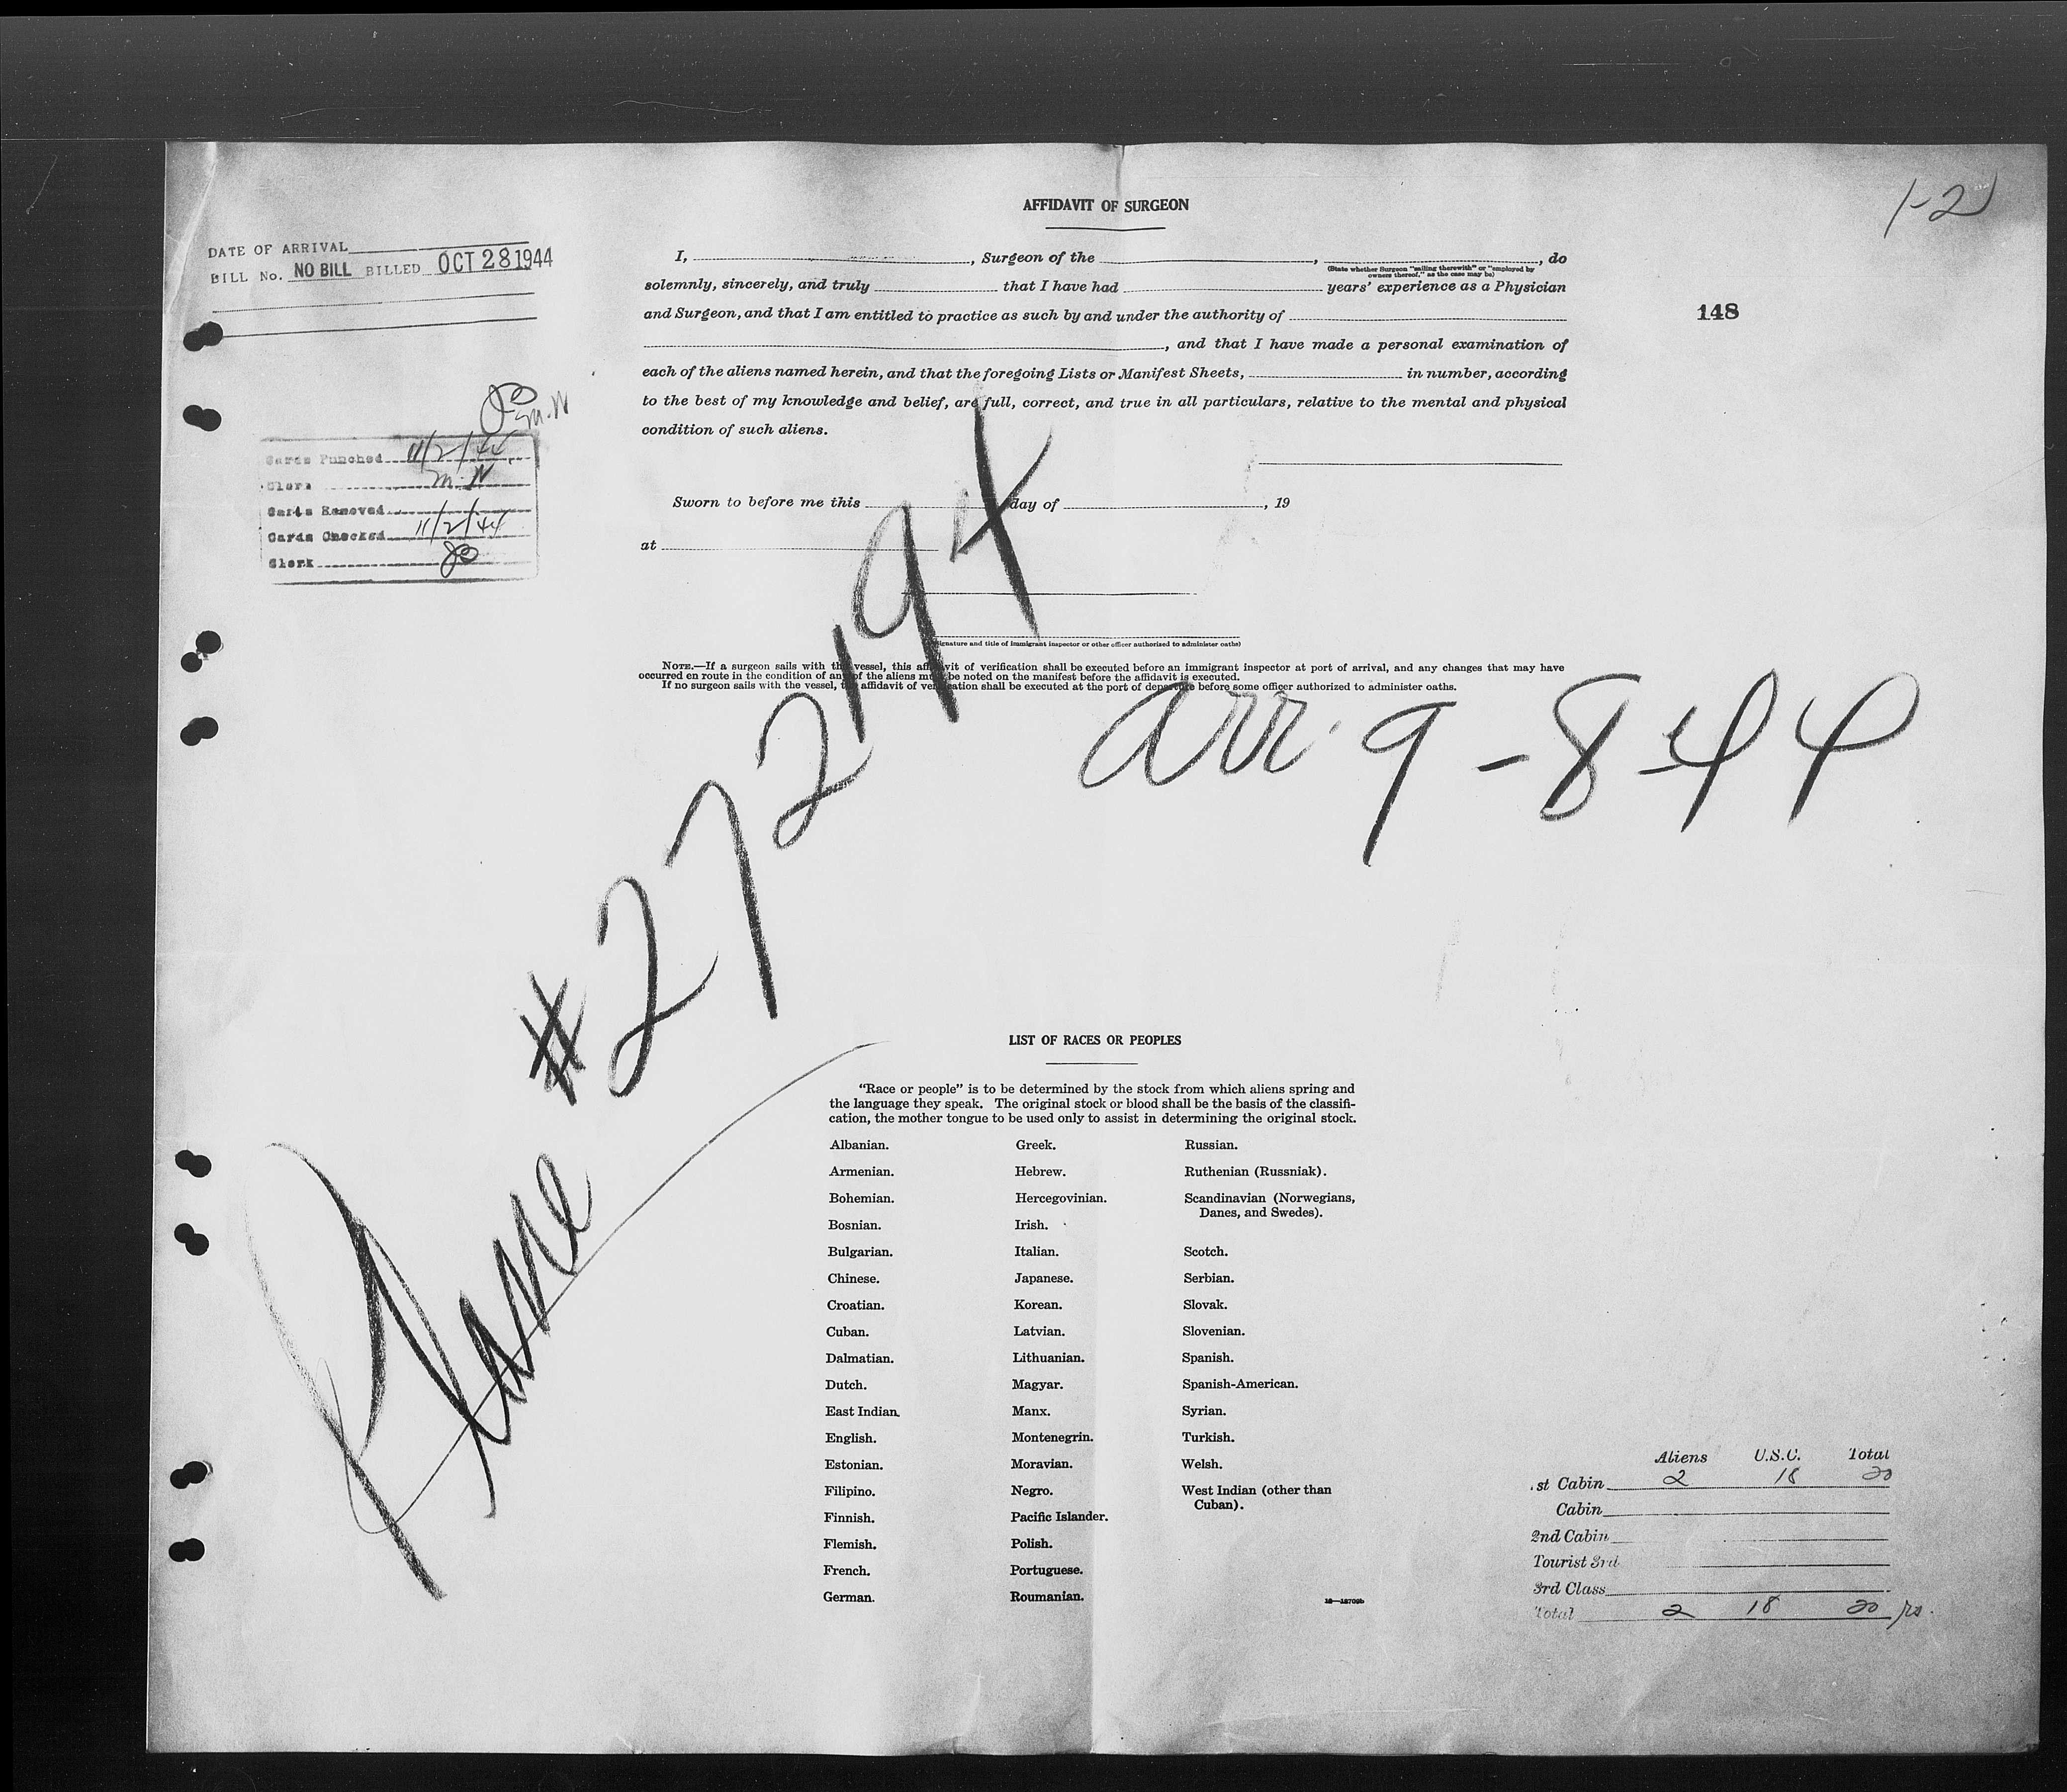 1-2
AFFIDAVIT OF SURGEON
DATE OF ARRIVAL
BILL No. NO BILL BILLED OCT 28 1944
I, , Surgeon of the , , do
(State whether Surgeon "sailing therewith" or "employed by
owners thereof," as the case may be)
solemnly, sincerely, and truly that I have had years' experience as a Physician
148
and Surgeon, and that I am entitled to practice as such by and under the authority of
, and that I have made a personal examination of
each of the aliens named herein, and that the foregoing Lists or Manifest Sheets, in number, according
to the best of my knowledge and belief, are full, correct, and true in all particulars, relative to the mental and physical
condition of such aliens.
M.N
Cards Punched 11/2/44
Clerk M.N
Cards Removed
Cards Checked 11/2/44
Clerk
Sworn to before me this day of , 19
at
(Signature and title of immigrant inspector or other officer authorized to administer oaths)
NOTE.—If a surgeon sails with the vessel, this affidavit of verification shall be executed before an immigrant inspector at port of arrival, and any changes that may have
occurred en route in the condition of any of the aliens must be noted on the manifest before the affidavit is executed.
If no surgeon sails with the vessel, the affidavit of verification shall be executed at the port of departure before some officer authorized to administer oaths.
arr. 9-8-44
Plane #272194
LIST OF RACES OR PEOPLES
"Race or people" is to be determined by the stock from which aliens spring and
the language they speak. The original stock or blood shall be the basis of the classifi-
cation, the mother tongue to be used only to assist in determining the original stock.
Albanian. Greek. Russian.
Armenian. Hebrew. Ruthenian (Russniak).
Bohemian. Hercegovinian. Scandinavian (Norwegians,
Danes, and Swedes).
Bosnian. Irish.
Bulgarian. Italian. Scotch.
Chinese. Japanese. Serbian.
Croatian. Korean. Slovak.
Cuban. Latvian. Slovenian.
Dalmatian. Lithuanian. Spanish.
Dutch. Magyar. Spanish-American.
East Indian. Manx. Syrian.
English. Montenegrin. Turkish.
Estonian. Moravian. Welsh.
Filipino. Negro. West Indian (other than
Cuban).
Finnish. Pacific Islander.
Flemish. Polish.
French. Portuguese.
German. Roumanian.
Aliens U.S.C. Total
1st Cabin 2 18 20
Cabin
2nd Cabin
Tourist 3rd
3rd Class
Total 2 18 20